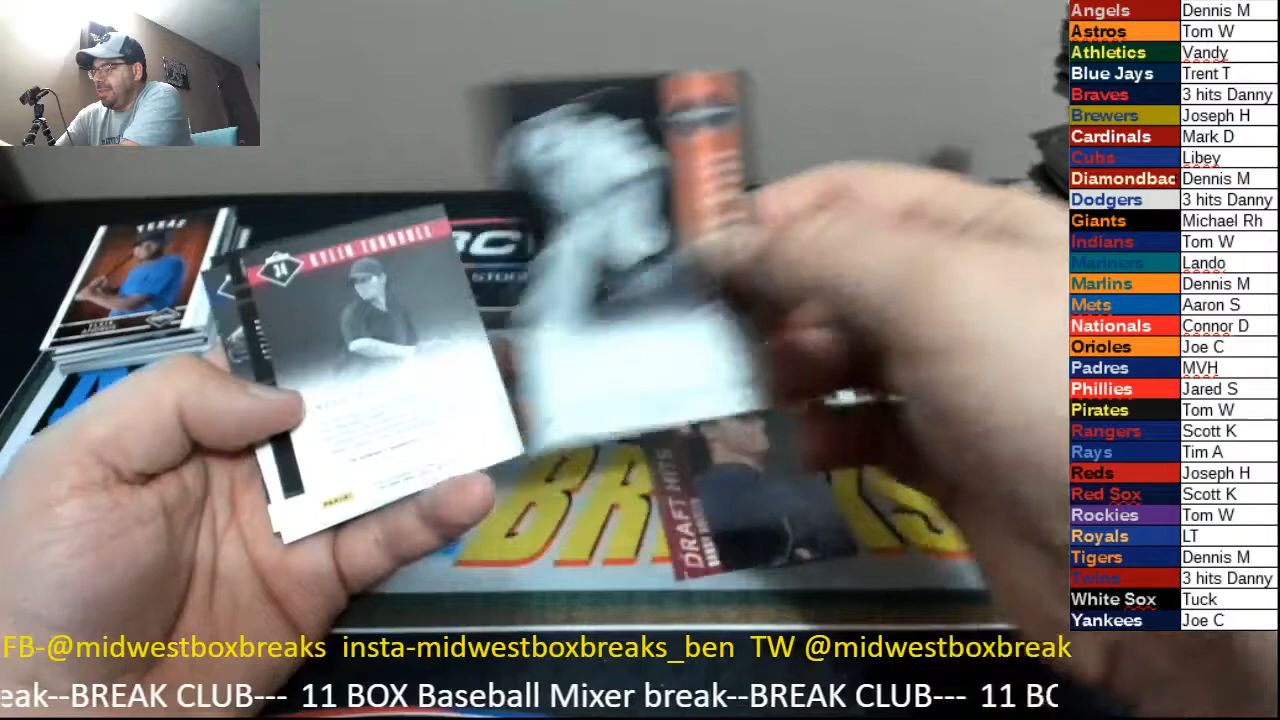 Angels Dennis M
Astros Tom W
Athletics Vandy
Blue Jays Trent T
Braves 3 hits Danny
Brewers Joseph H
Cardinals Mark D
Cubs Libey
Diamondbac Dennis M
Dodgers 3 hits Danny
Giants Michael Rh
Indians Tom W
Mariners Lando
Marlins Dennis M
Mets Aaron S
Nationals Connor D
Orioles Joe C
Padres MVH
Phillies Jared S
Pirates Tom W
Rangers Scott K
Rays Tim A
Reds Joseph H
Red Sox Scott K
Rockies Tom W
Royals LT
Tigers Dennis M
Twins 3 hits Danny
White Sox Tuck
Yankees Joe C
TEXAS
34
PANINI
DRAFT HITS
FB-@midwestboxbreaks insta-midwestboxbreaks_ben TW @midwestboxbreak
eak--BREAK CLUB--- 11 BOX Baseball Mixer break--BREAK CLUB--- 11 BO